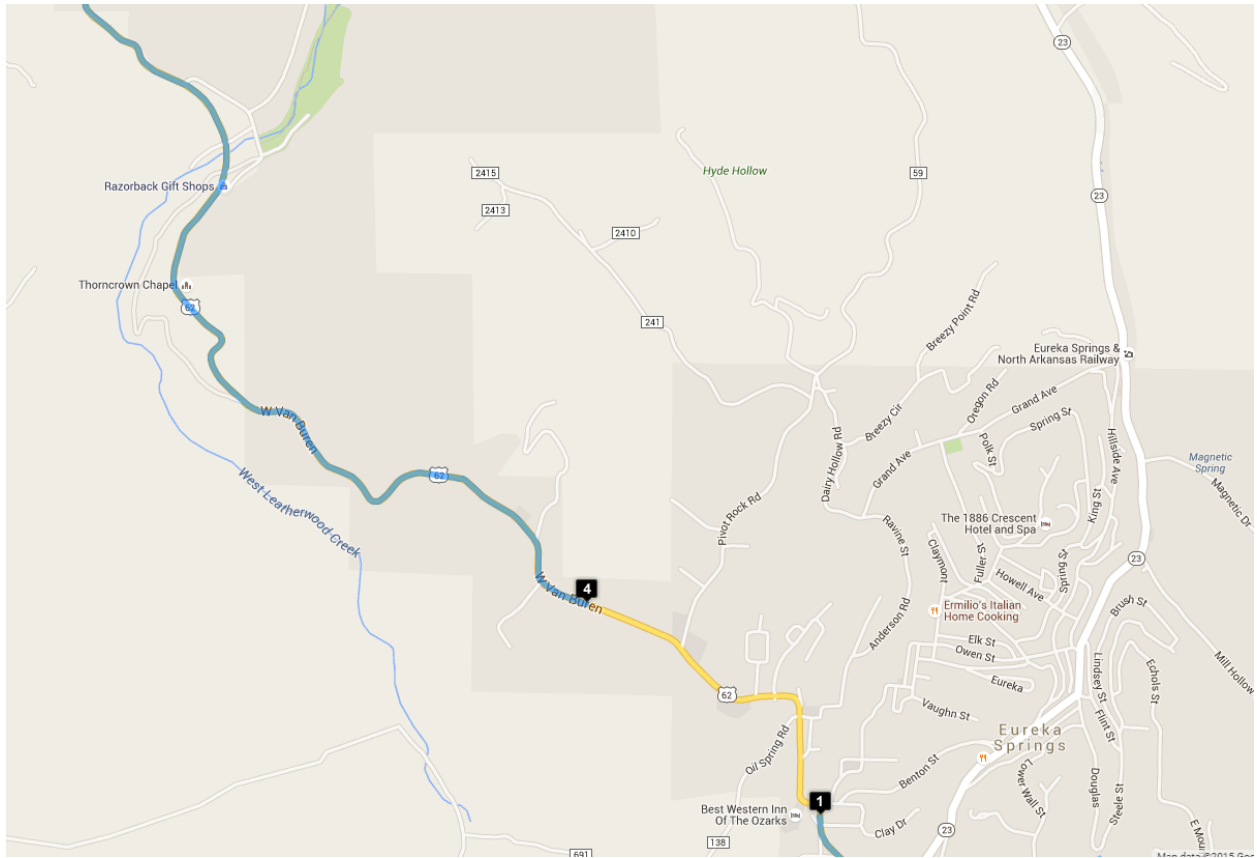 23
2415
Hyde Hollow
59
Razorback Gift Shops
2413
23
2410
Thorncrown Chapel
62
241
Breezy Point Rd
Eureka Springs &
North Arkansas Railway
Oregon Rd
Grand Ave
W Van Buren
Breezy Cir
Spring St
Dairy Hollow Rd
Grand Ave
Polk St
Hillside Ave
62
Magnetic
Spring
Magnetic Dr
West Leatherwood Creek
Pivot Rock Rd
King St
The 1886 Crescent
Hotel and Spa
Ravine St
Claymont
Fuller St
Spring St
23
Howell Ave
W Van Buren
4
Ermilio's Italian
Home Cooking
Brush St
Anderson Rd
Elk St
Owen St
Mill Hollow
Lindsey St
Echols St
Eureka
62
Vaughn St
Flint St
Oil Spring Rd
Eureka
Springs
Benton St
Lower Wall St
Douglas
Steele St
1
Best Western Inn
Of The Ozarks
Clay Dr
23
138
691
E Mou
Map data ©2015 Goo